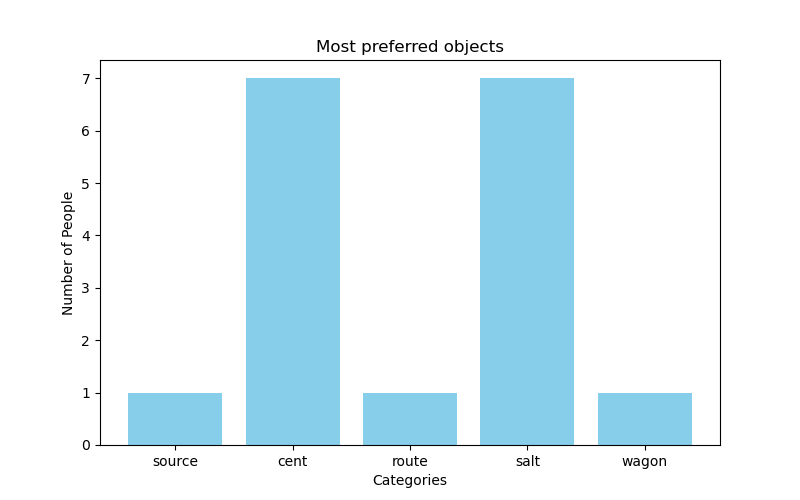 Most preferred objects
7
6
5
4
3
2
1
0
Number of People
source cent route salt wagon
Categories